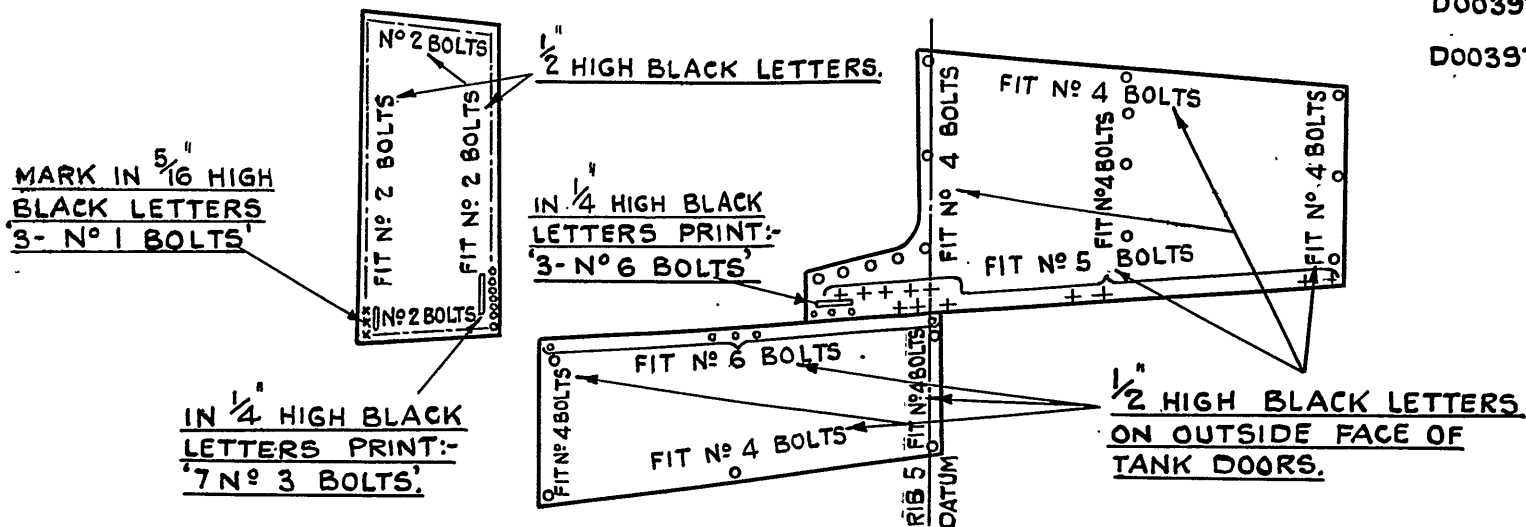 D0039
D0039
Nº 2 BOLTS
1/2" HIGH BLACK LETTERS.
FIT Nº 2 BOLTS
FIT Nº 2 BOLTS
MARK IN 5/16" HIGH
BLACK LETTERS
'3- Nº 1 BOLTS'
Nº 2 BOLTS
IN 1/4" HIGH BLACK
LETTERS PRINT:-
'7 Nº 3 BOLTS'.
FIT Nº 4 BOLTS
FIT Nº 4 BOLTS
FIT Nº 4 BOLTS
FIT Nº 4 BOLTS
FIT Nº 5 BOLTS
IN 1/4" HIGH BLACK
LETTERS PRINT:-
'3- Nº 6 BOLTS'
FIT Nº 6 BOLTS
FIT Nº 4 BOLTS
FIT Nº 4 BOLTS
FIT Nº 4 BOLTS
RIB 5
DATUM
1/2" HIGH BLACK LETTERS
ON OUTSIDE FACE OF
TANK DOORS.